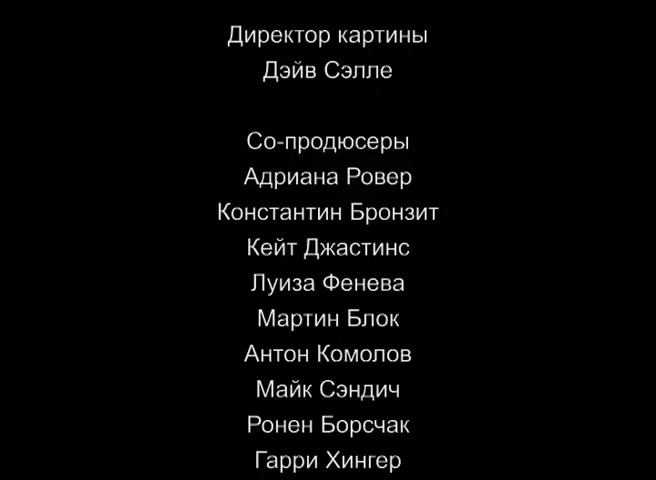 Директор картины
Дэйв Сэлле
Со-продюсеры
Адриана Ровер
Константин Бронзит
Кейт Джастинс
Луиза Фенева
Мартин Блок
Антон Комолов
Майк Сэндич
Ронен Борсчак
Гарри Хингер